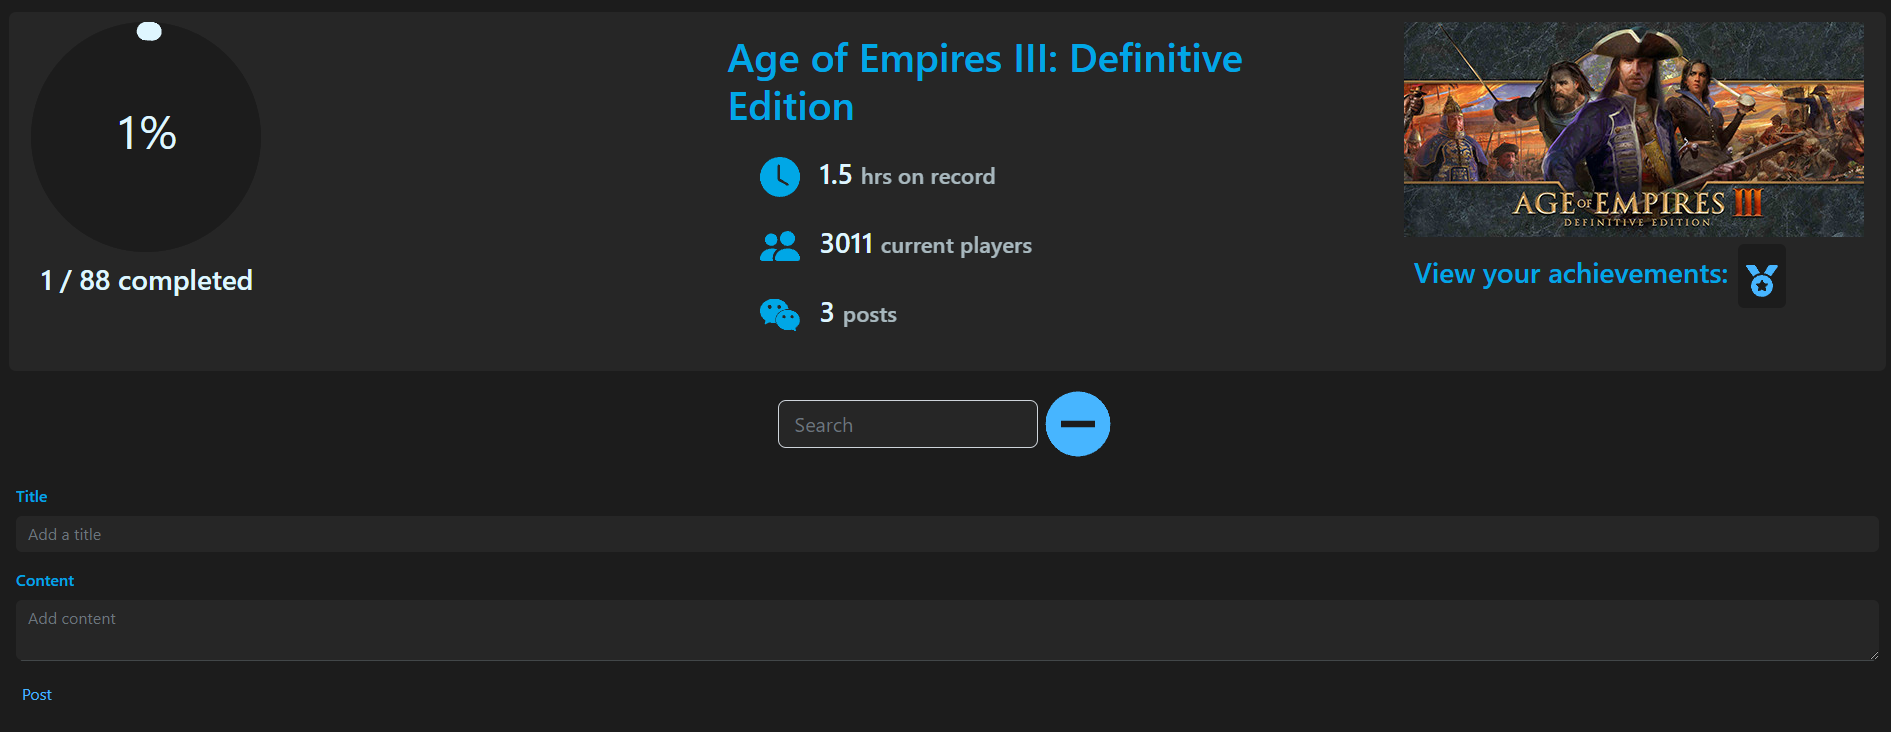 1%
1 / 88 completed
Age of Empires III: Definitive
Edition
1.5 hrs on record
3011 current players
3 posts
AGE OF EMPIRES III
DEFINITIVE EDITION
View your achievements:
Search
Title
Add a title
Content
Add content
Post